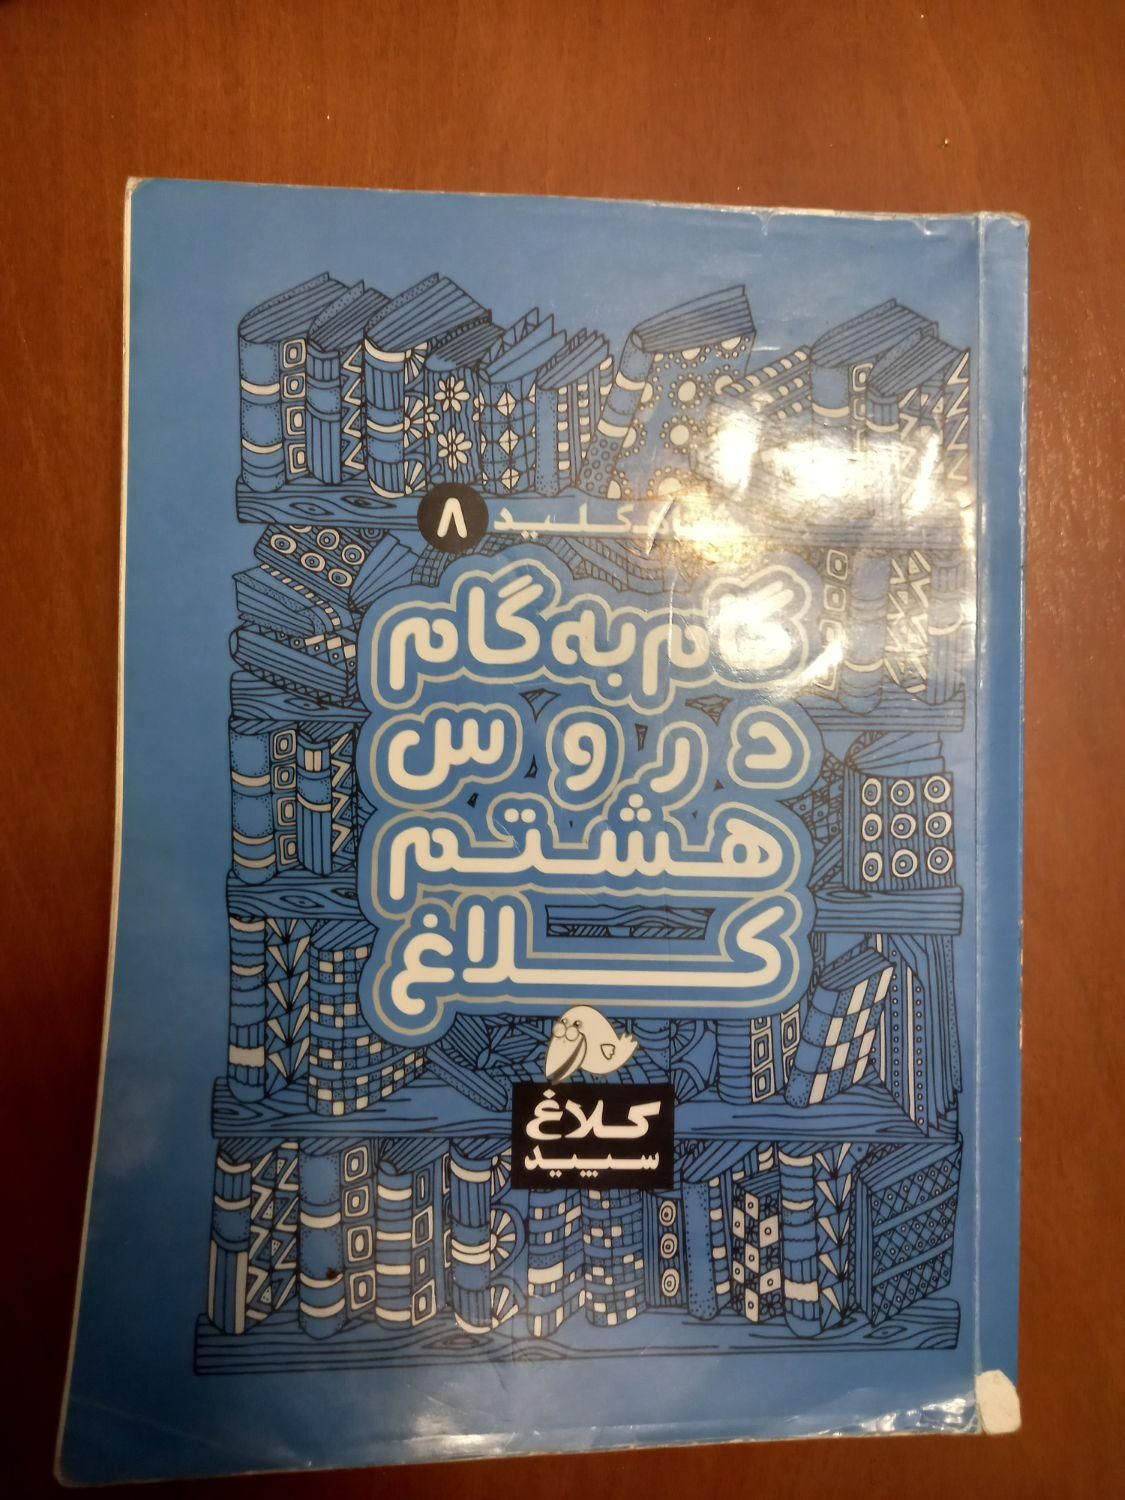 کلید ۸
گام به گام
دروس
هشتم
کلاغ
کلاغ
سپید